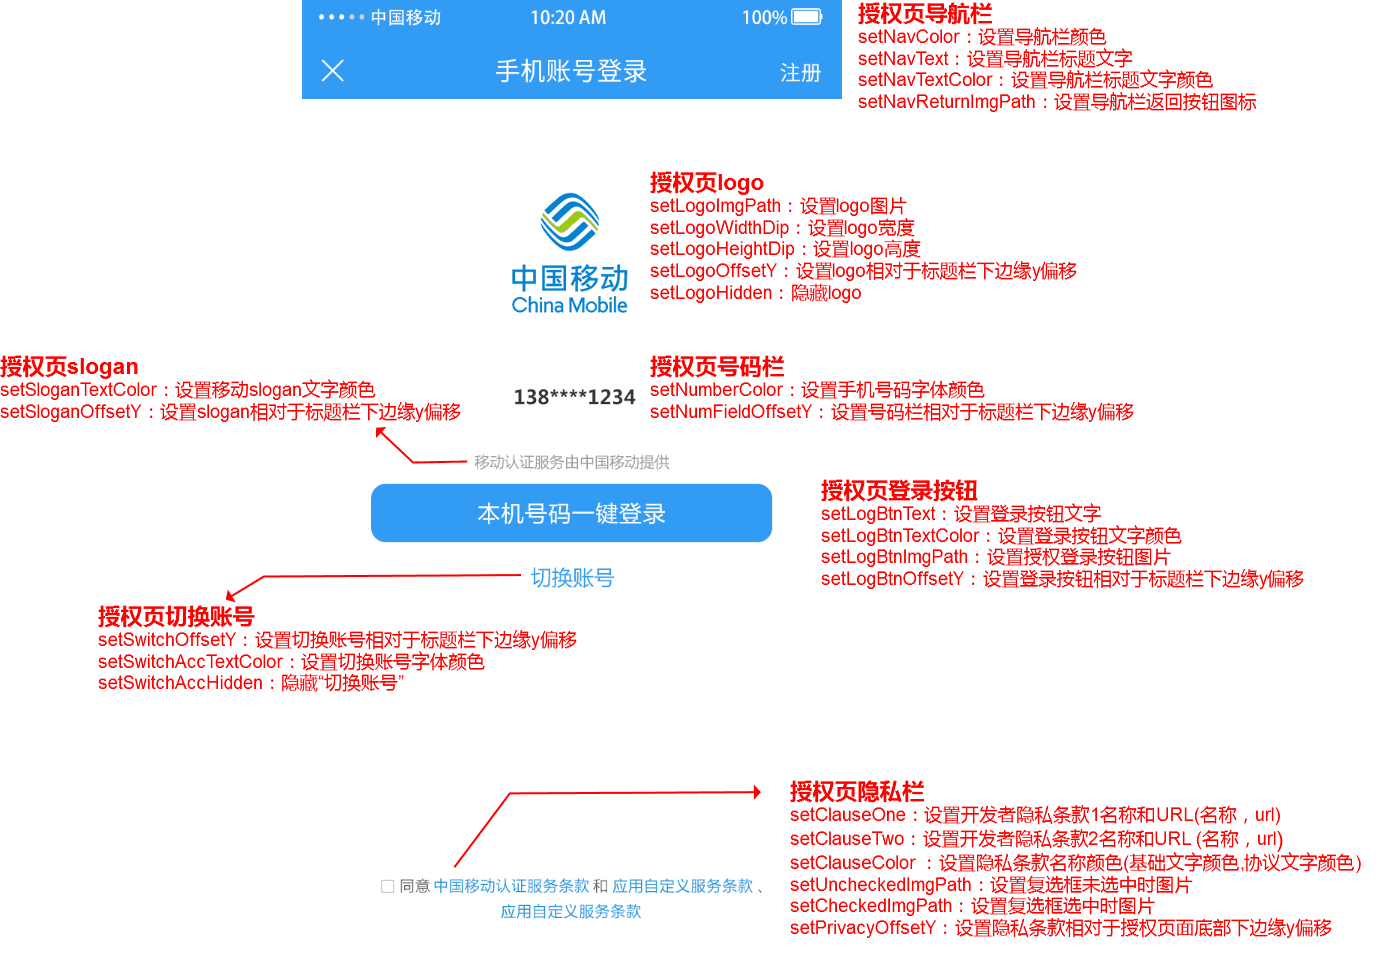 中国移动 10:20 AM 100%
手机账号登录 注册
授权页导航栏
setNavColor：设置导航栏颜色
setNavText：设置导航栏标题文字
setNavTextColor：设置导航栏标题文字颜色
setNavReturnImgPath：设置导航栏返回按钮图标
中国移动
China Mobile
授权页logo
setLogoImgPath：设置logo图片
setLogoWidthDip：设置logo宽度
setLogoHeightDip：设置logo高度
setLogoOffsetY：设置logo相对于标题栏下边缘y偏移
setLogoHidden：隐藏logo
授权页slogan
setSloganTextColor：设置移动slogan文字颜色
setSloganOffsetY：设置slogan相对于标题栏下边缘y偏移
138****1234
授权页号码栏
setNumberColor：设置手机号码字体颜色
setNumFieldOffsetY：设置号码栏相对于标题栏下边缘y偏移
移动认证服务由中国移动提供
本机号码一键登录
授权页登录按钮
setLogBtnText：设置登录按钮文字
setLogBtnTextColor：设置登录按钮文字颜色
setLogBtnImgPath：设置授权登录按钮图片
setLogBtnOffsetY：设置登录按钮相对于标题栏下边缘y偏移
切换账号
授权页切换账号
setSwitchOffsetY：设置切换账号相对于标题栏下边缘y偏移
setSwitchAccTextColor：设置切换账号字体颜色
setSwitchAccHidden：隐藏“切换账号”
授权页隐私栏
setClauseOne：设置开发者隐私条款1名称和URL(名称，url)
setClauseTwo：设置开发者隐私条款2名称和URL (名称，url)
setClauseColor ：设置隐私条款名称颜色(基础文字颜色,协议文字颜色)
setUncheckedImgPath：设置复选框未选中时图片
setCheckedImgPath：设置复选框选中时图片
setPrivacyOffsetY：设置隐私条款相对于授权页面底部下边缘y偏移
同意 中国移动认证服务条款 和 应用自定义服务条款 、
应用自定义服务条款